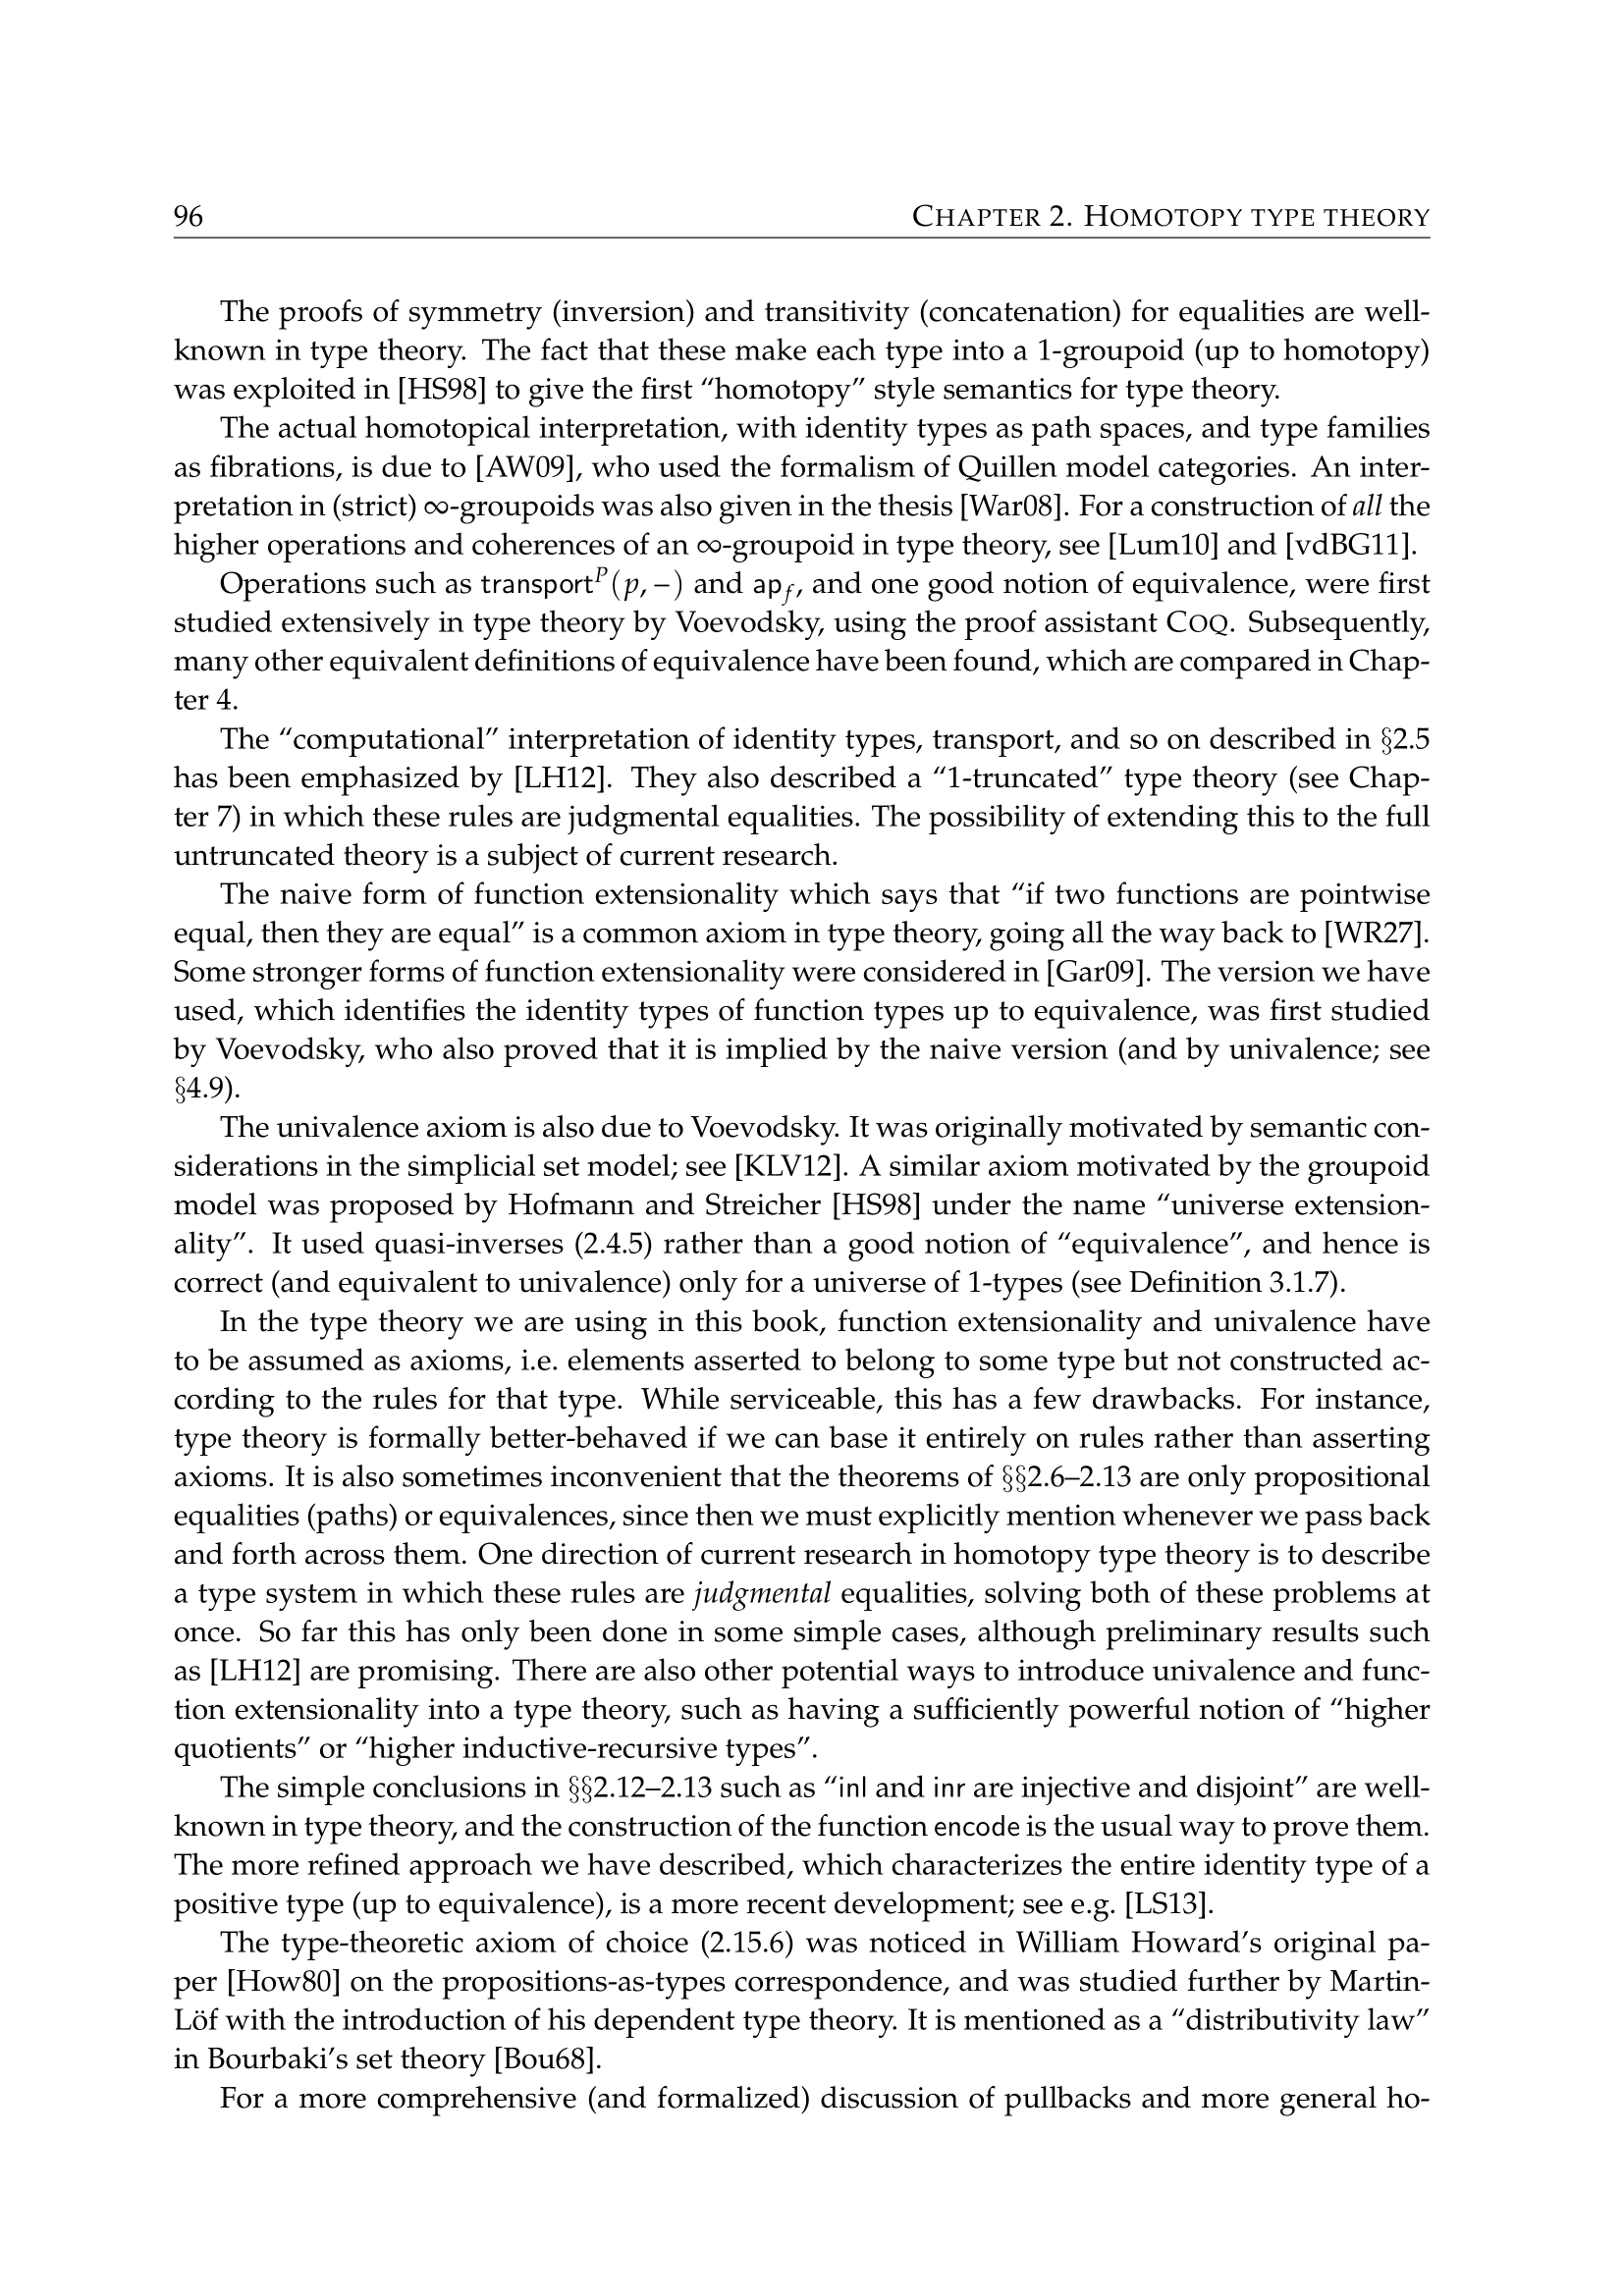 96 CHAPTER 2. HOMOTOPY TYPE THEORY
The proofs of symmetry (inversion) and transitivity (concatenation) for equalities are well-
known in type theory. The fact that these make each type into a 1-groupoid (up to homotopy)
was exploited in [HS98] to give the first “homotopy” style semantics for type theory.
The actual homotopical interpretation, with identity types as path spaces, and type families
as fibrations, is due to [AW09], who used the formalism of Quillen model categories. An inter-
pretation in (strict) ∞-groupoids was also given in the thesis [War08]. For a construction of all the
higher operations and coherences of an ∞-groupoid in type theory, see [Lum10] and [vdBG11].
Operations such as transport^P(p, –) and ap_f, and one good notion of equivalence, were first
studied extensively in type theory by Voevodsky, using the proof assistant COQ. Subsequently,
many other equivalent definitions of equivalence have been found, which are compared in Chap-
ter 4.
The “computational” interpretation of identity types, transport, and so on described in §2.5
has been emphasized by [LH12]. They also described a “1-truncated” type theory (see Chap-
ter 7) in which these rules are judgmental equalities. The possibility of extending this to the full
untruncated theory is a subject of current research.
The naive form of function extensionality which says that “if two functions are pointwise
equal, then they are equal” is a common axiom in type theory, going all the way back to [WR27].
Some stronger forms of function extensionality were considered in [Gar09]. The version we have
used, which identifies the identity types of function types up to equivalence, was first studied
by Voevodsky, who also proved that it is implied by the naive version (and by univalence; see
§4.9).
The univalence axiom is also due to Voevodsky. It was originally motivated by semantic con-
siderations in the simplicial set model; see [KLV12]. A similar axiom motivated by the groupoid
model was proposed by Hofmann and Streicher [HS98] under the name “universe extension-
ality”. It used quasi-inverses (2.4.5) rather than a good notion of “equivalence”, and hence is
correct (and equivalent to univalence) only for a universe of 1-types (see Definition 3.1.7).
In the type theory we are using in this book, function extensionality and univalence have
to be assumed as axioms, i.e. elements asserted to belong to some type but not constructed ac-
cording to the rules for that type. While serviceable, this has a few drawbacks. For instance,
type theory is formally better-behaved if we can base it entirely on rules rather than asserting
axioms. It is also sometimes inconvenient that the theorems of §§2.6–2.13 are only propositional
equalities (paths) or equivalences, since then we must explicitly mention whenever we pass back
and forth across them. One direction of current research in homotopy type theory is to describe
a type system in which these rules are judgmental equalities, solving both of these problems at
once. So far this has only been done in some simple cases, although preliminary results such
as [LH12] are promising. There are also other potential ways to introduce univalence and func-
tion extensionality into a type theory, such as having a sufficiently powerful notion of “higher
quotients” or “higher inductive-recursive types”.
The simple conclusions in §§2.12–2.13 such as “inl and inr are injective and disjoint” are well-
known in type theory, and the construction of the function encode is the usual way to prove them.
The more refined approach we have described, which characterizes the entire identity type of a
positive type (up to equivalence), is a more recent development; see e.g. [LS13].
The type-theoretic axiom of choice (2.15.6) was noticed in William Howard’s original pa-
per [How80] on the propositions-as-types correspondence, and was studied further by Martin-
Löf with the introduction of his dependent type theory. It is mentioned as a “distributivity law”
in Bourbaki’s set theory [Bou68].
For a more comprehensive (and formalized) discussion of pullbacks and more general ho-